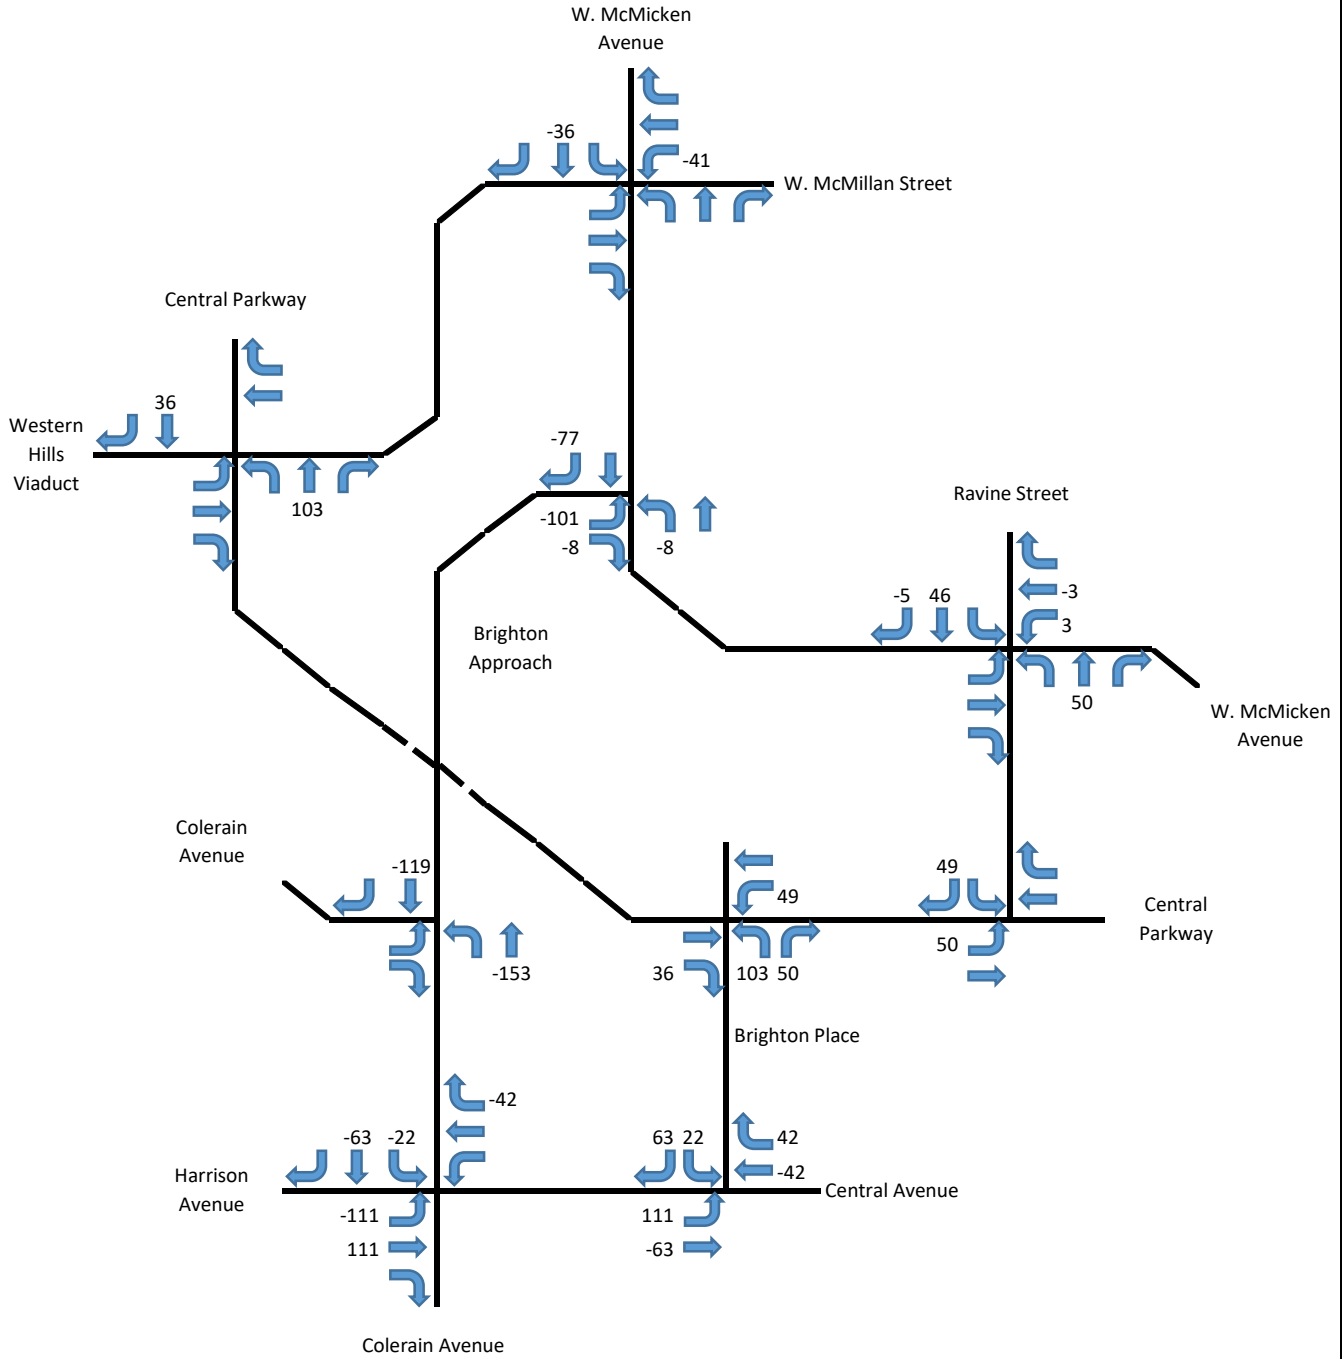 W. McMicken
Avenue
-36
-41
W. McMillan Street
Central Parkway
36
Western
Hills
Viaduct
103
-77
-101
-8
-8
Ravine Street
-5 46
-3
3
50
W. McMicken
Avenue
Brighton
Approach
Colerain
Avenue
-119
-153
49
36
103 50
49
50
Central
Parkway
Brighton Place
-42
-63 -22
Harrison
Avenue
-111
111
63 22
42
-42
Central Avenue
111
-63
Colerain Avenue